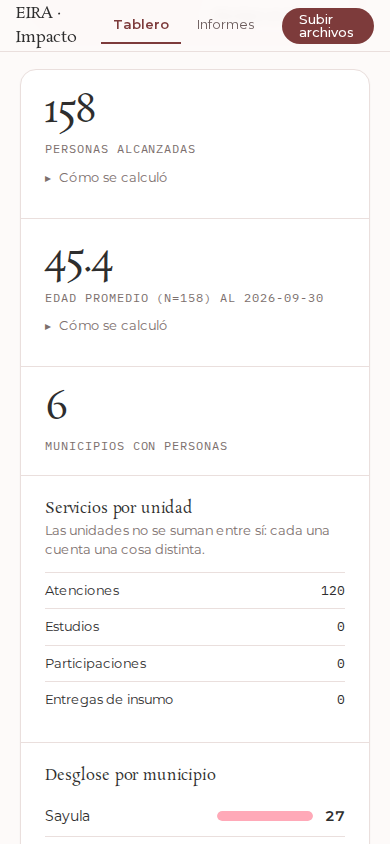 EIRA ·
Impacto
Tablero
Informes
Subir
archivos
158
PERSONAS ALCANZADAS
▸ Cómo se calculó
45.4
EDAD PROMEDIO (N=158) AL 2026-09-30
▸ Cómo se calculó
6
MUNICIPIOS CON PERSONAS
Servicios por unidad
Las unidades no se suman entre sí: cada una
cuenta una cosa distinta.
Atenciones 120
Estudios 0
Participaciones 0
Entregas de insumo 0
Desglose por municipio
Sayula 27